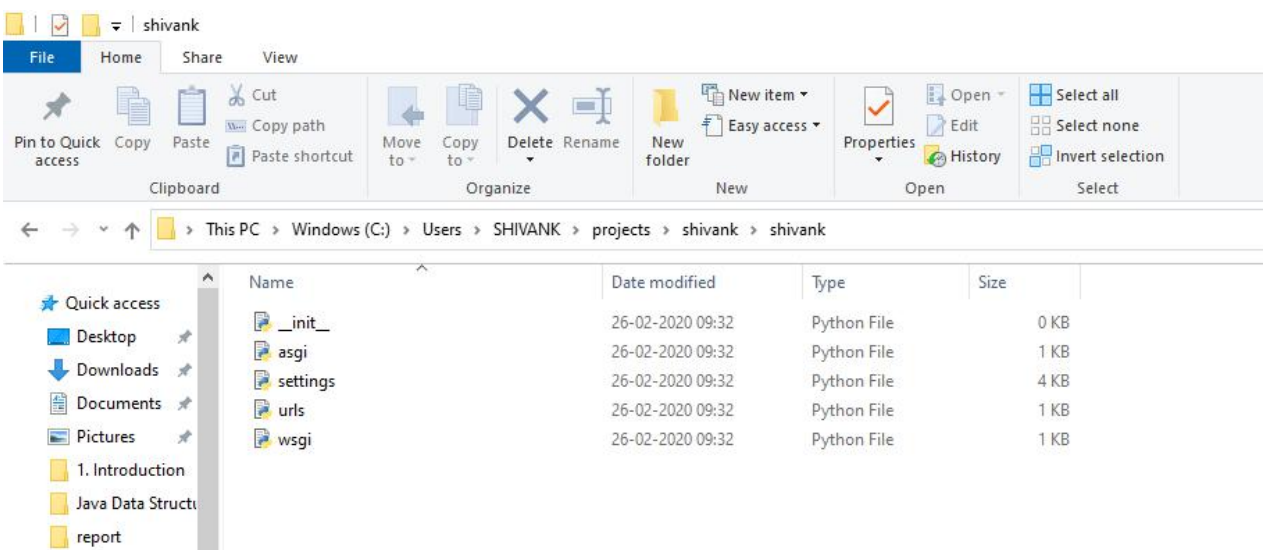 shivank
File Home Share View
Pin to Quick access
Copy
Paste
Cut
Copy path
Paste shortcut
Clipboard
Move to
Copy to
Delete
Rename
Organize
New folder
New item
Easy access
New
Properties
Open
Edit
History
Open
Select all
Select none
Invert selection
Select
This PC > Windows (C:) > Users > SHIVANK > projects > shivank > shivank
Name Date modified Type Size
Quick access
Desktop
Downloads
Documents
Pictures
1. Introduction
Java Data Structu
report
__init__ 26-02-2020 09:32 Python File 0 KB
asgi 26-02-2020 09:32 Python File 1 KB
settings 26-02-2020 09:32 Python File 4 KB
urls 26-02-2020 09:32 Python File 1 KB
wsgi 26-02-2020 09:32 Python File 1 KB